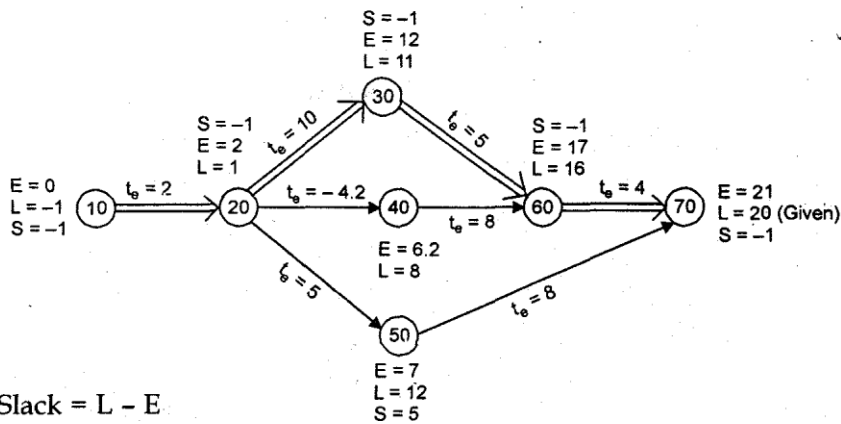 S = –1
E = 12
L = 11
30
S = –1
E = 2
L = 1
tₑ = 10
tₑ = 5
S = –1
E = 17
L = 16
E = 0
L = –1
S = –1
10
tₑ = 2
20
tₑ = – 4.2
40
tₑ = 8
60
tₑ = 4
70
E = 21
L = 20 (Given)
S = –1
E = 6.2
L = 8
tₑ = 5
tₑ = 8
50
E = 7
L = 12
S = 5
Slack = L – E